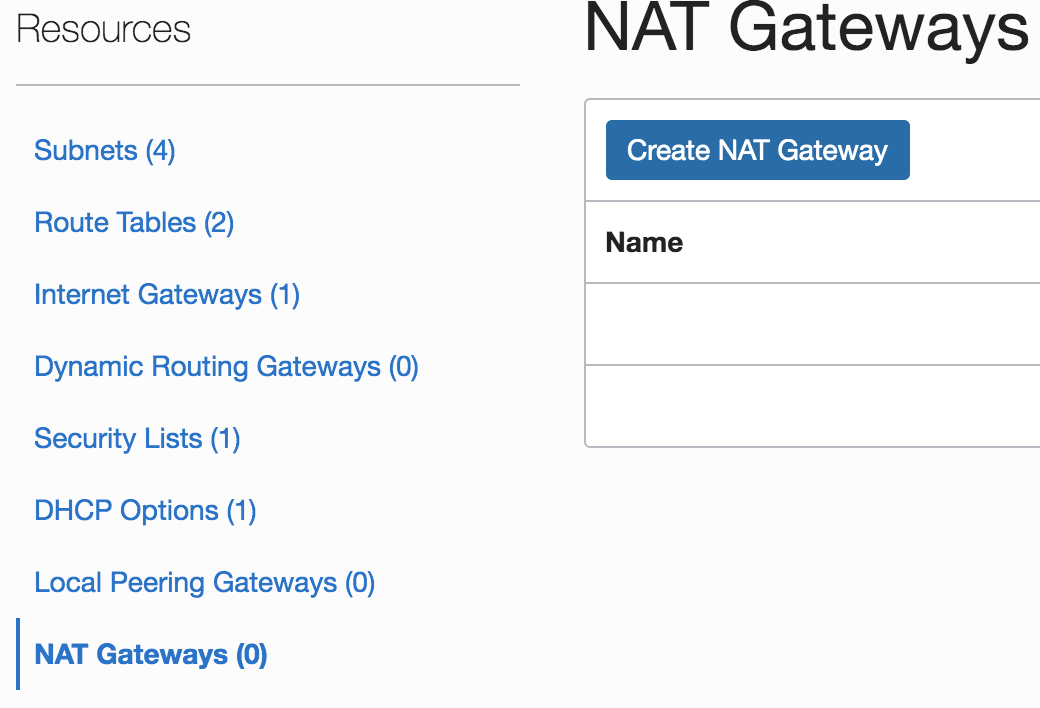 Resources
Subnets (4)
Route Tables (2)
Internet Gateways (1)
Dynamic Routing Gateways (0)
Security Lists (1)
DHCP Options (1)
Local Peering Gateways (0)
NAT Gateways (0)
NAT Gateways
Create NAT Gateway
Name